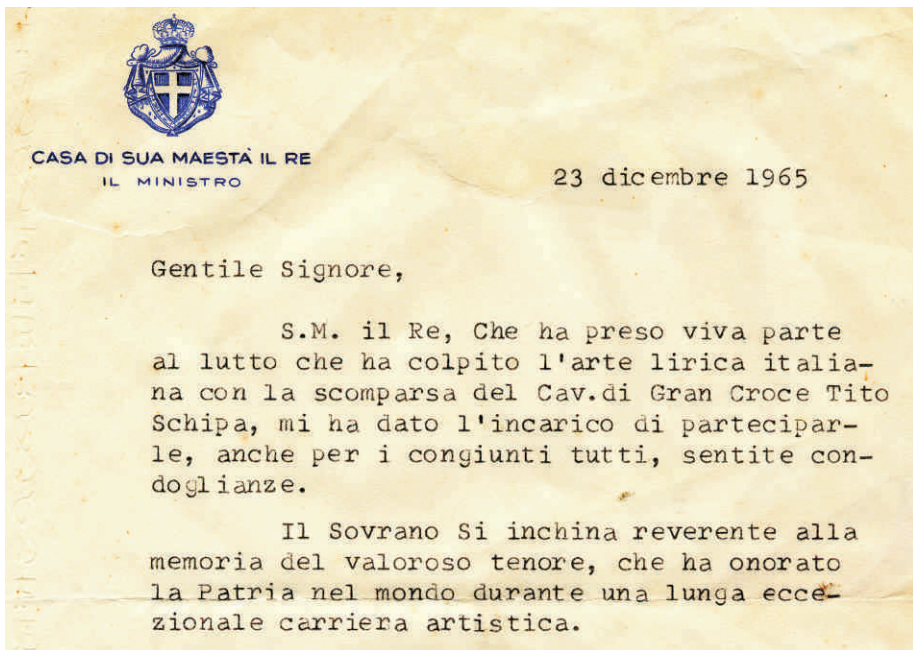 CASA DI SUA MAESTÀ IL RE
IL MINISTRO
23 dicembre 1965
Gentile Signore,
S.M. il Re, Che ha preso viva parte
al lutto che ha colpito l'arte lirica italia-
na con la scomparsa del Cav.di Gran Croce Tito
Schipa, mi ha dato l'incarico di partecipar-
le, anche per i congiunti tutti, sentite con-
doglianze.
Il Sovrano Si inchina reverente alla
memoria del valoroso tenore, che ha onorato
la Patria nel mondo durante una lunga ecce-
zionale carriera artistica.